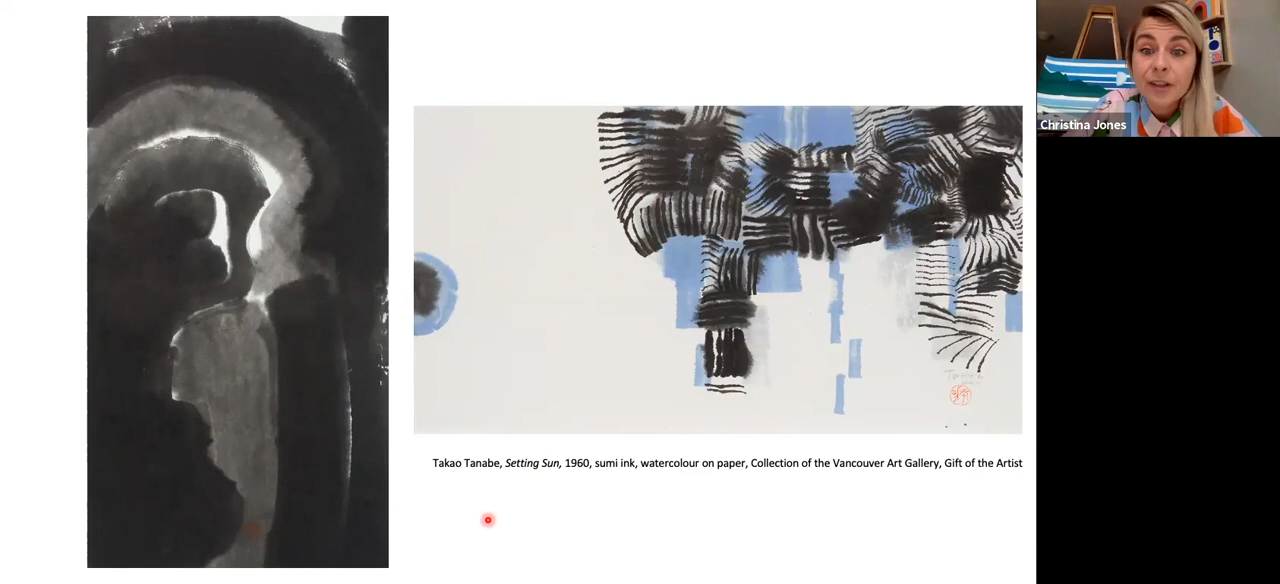 Christina Jones
Takao Tanabe, Setting Sun, 1960, sumi ink, watercolour on paper, Collection of the Vancouver Art Gallery, Gift of the Artist